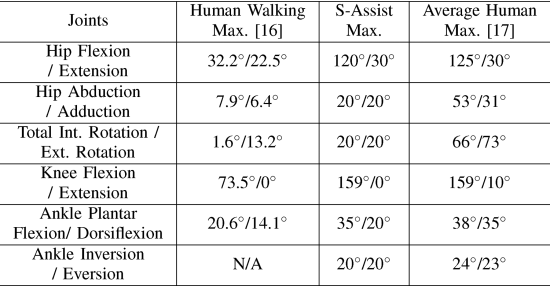 Joints Human Walking Max. [16] S-Assist Max. Average Human Max. [17]
Hip Flexion / Extension 32.2°/22.5° 120°/30° 125°/30°
Hip Abduction / Adduction 7.9°/6.4° 20°/20° 53°/31°
Total Int. Rotation / Ext. Rotation 1.6°/13.2° 20°/20° 66°/73°
Knee Flexion / Extension 73.5°/0° 159°/0° 159°/10°
Ankle Plantar Flexion/ Dorsiflexion 20.6°/14.1° 35°/20° 38°/35°
Ankle Inversion / Eversion N/A 20°/20° 24°/23°